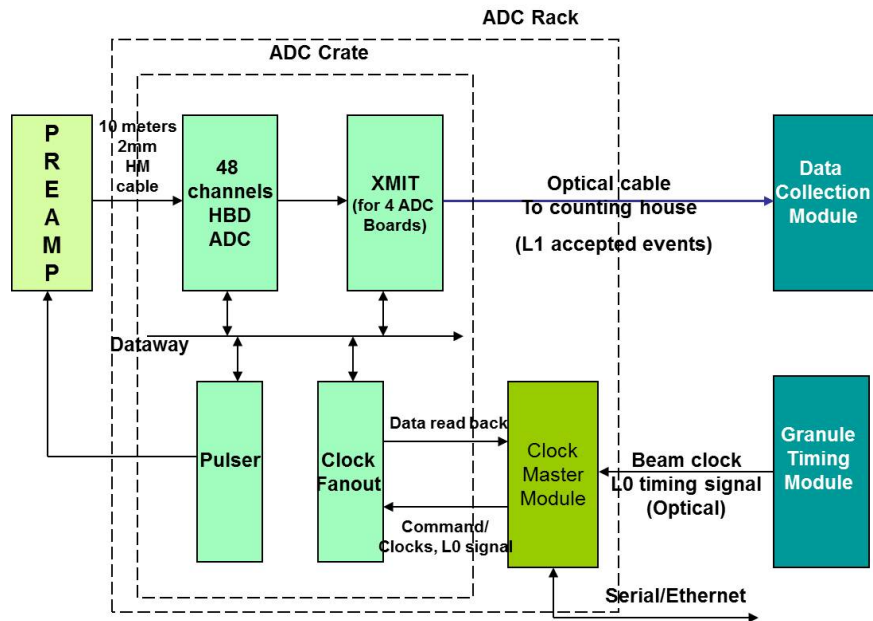 ADC Rack
ADC Crate
P
R
E
A
M
P
10 meters
2mm
HM
cable
48
channels
HBD
ADC
XMIT
(for 4 ADC
Boards)
Optical cable
To counting house
(L1 accepted events)
Data
Collection
Module
Dataway
Pulser
Clock
Fanout
Data read back
Command/
Clocks, L0 signal
Clock
Master
Module
Beam clock
L0 timing signal
(Optical)
Granule
Timing
Module
Serial/Ethernet